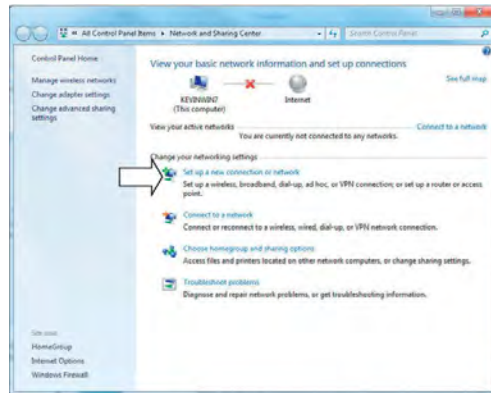 All Control Panel Items
Network and Sharing Center
Search Control Panel
Control Panel Home
Manage wireless networks
Change adapter settings
Change advanced sharing
settings
View your basic network information and set up connections
See full map
KEVINWIN7
(This computer)
Internet
View your active networks
Connect to a network
You are currently not connected to any networks.
Change your networking settings
Set up a new connection or network
Set up a wireless, broadband, dial-up, ad hoc, or VPN connection; or set up a router or access
point.
Connect to a network
Connect or reconnect to a wireless, wired, dial-up, or VPN network connection.
Choose homegroup and sharing options
Access files and printers located on other network computers, or change sharing settings.
Troubleshoot problems
Diagnose and repair network problems, or get troubleshooting information.
See also
HomeGroup
Internet Options
Windows Firewall